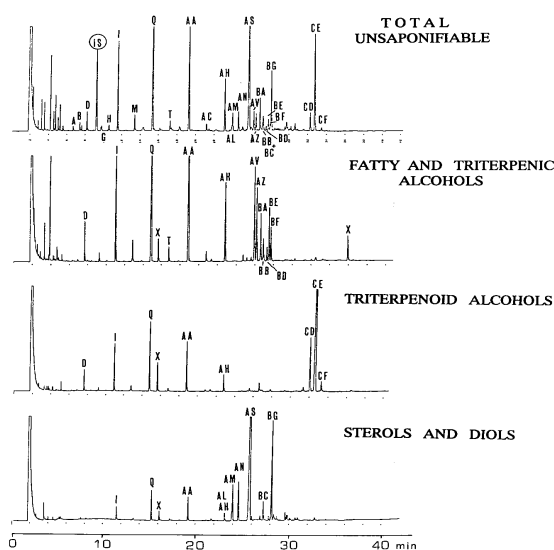 TOTAL
UNSAPONIFIABLE
iS
I
Q
AA
AS
CE
AH
BG
D
A
B
G
H
M
T
AC
AM
AN
AL
AV
AZ
BA
BE
BF
BB
BC
BD
CD
CF
FATTY AND TRITERPENIC
ALCOHOLS
D
I
Q
X
T
AA
AH
AV
AZ
BA
BE
BF
BB
BD
X
TRITERPENOID ALCOHOLS
D
I
Q
X
AA
AH
CD
CE
CF
STEROLS AND DIOLS
I
Q
X
AA
AL
AH
AM
AN
AS
BC
BG
0 10 20 30 40 min